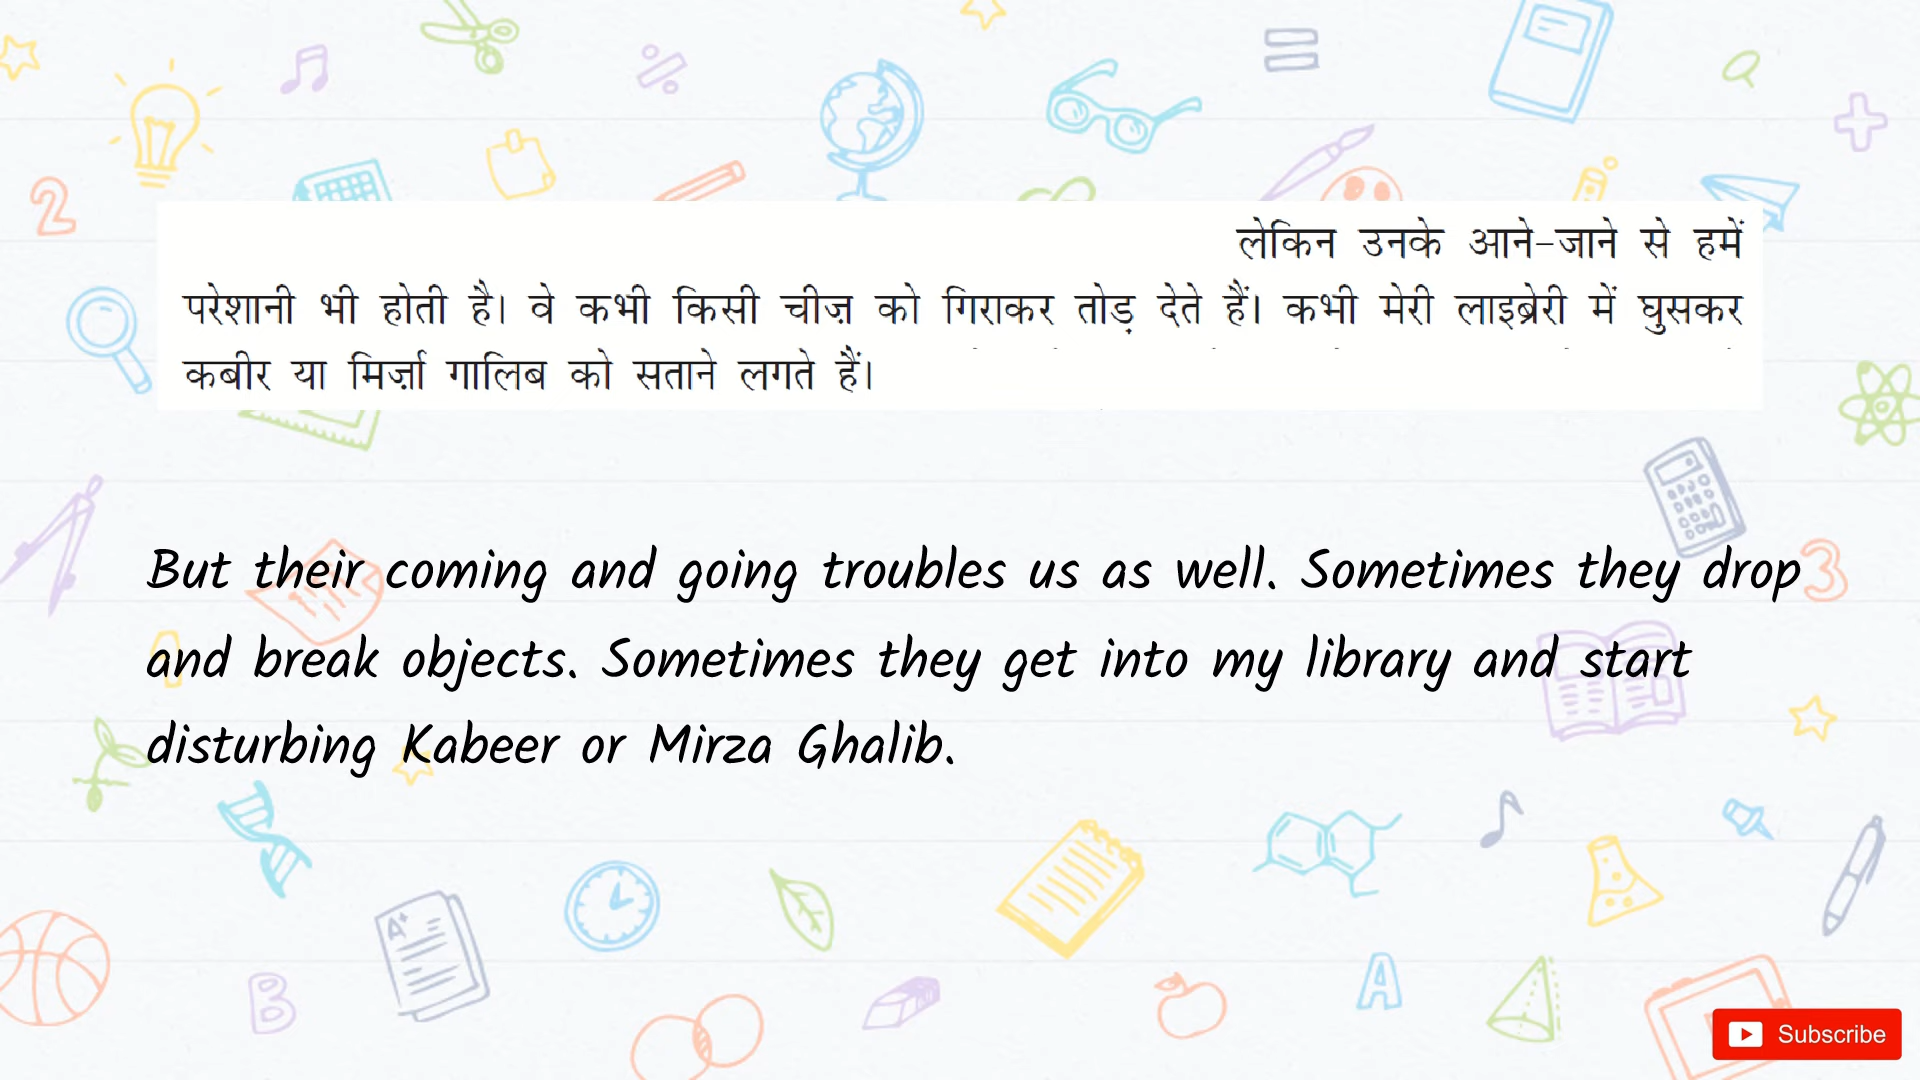 लेकिन उनके आने-जाने से हमें
परेशानी भी होती है। वे कभी किसी चीज़ को गिराकर तोड़ देते हैं। कभी मेरी लाइब्रेरी में घुसकर
कबीर या मिर्ज़ा गालिब को सताने लगते हैं।
But their coming and going troubles us as well. Sometimes they drop
and break objects. Sometimes they get into my library and start
disturbing Kabeer or Mirza Ghalib.
2
3
A+
B
A
Subscribe